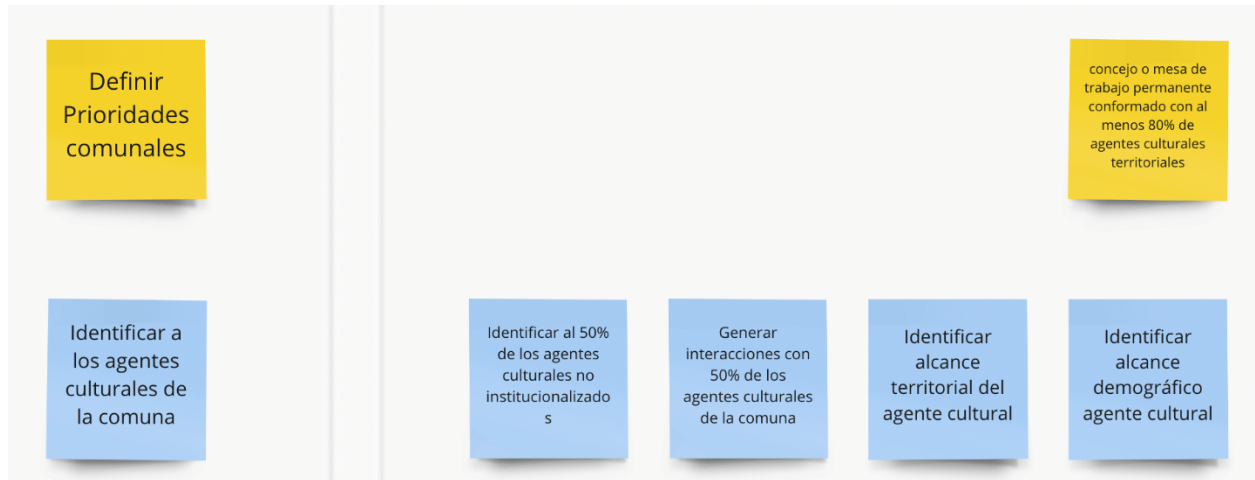 Definir
Prioridades
comunales
concejo o mesa de
trabajo permanente
conformado con al
menos 80% de
agentes culturales
territoriales
Identificar a
los agentes
culturales de
la comuna
Identificar al 50%
de los agentes
culturales no
institucionalizado
s
Generar
interacciones con
50% de los
agentes culturales
de la comuna
Identificar
alcance
territorial del
agente cultural
Identificar
alcance
demográfico
agente cultural